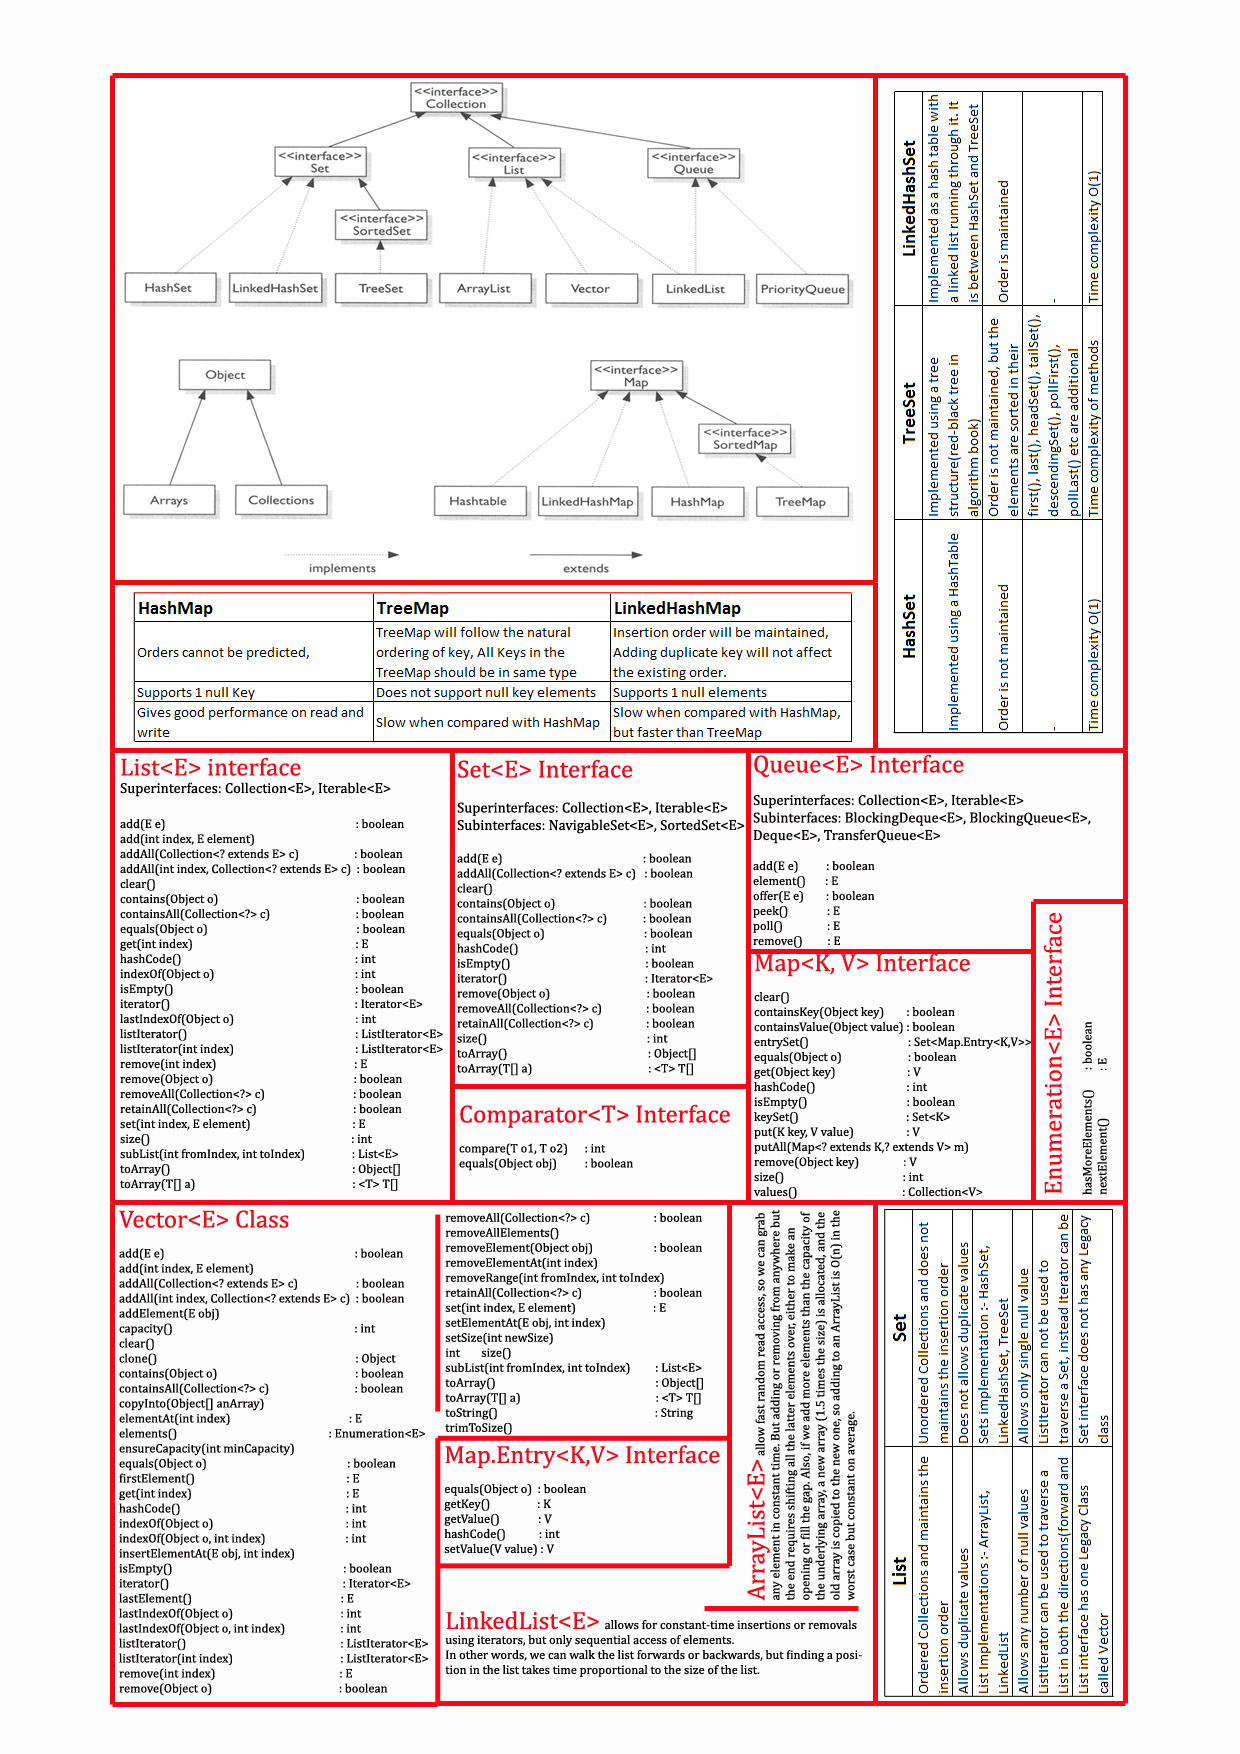 <<interface>>
Collection
<<interface>>
Set
<<interface>>
List
<<interface>>
Queue
<<interface>>
SortedSet
HashSet
LinkedHashSet
TreeSet
ArrayList
Vector
LinkedList
PriorityQueue
Object
<<interface>>
Map
<<interface>>
SortedMap
Arrays
Collections
Hashtable
LinkedHashMap
HashMap
TreeMap
implements
extends
HashSet
TreeSet
LinkedHashSet
Implemented using a HashTable
Implemented using a tree
structure(red-black tree in
algorithm book)
Implemented as a hash table with
a linked list running through it. It
is between HashSet and TreeSet
Order is not maintained
Order is not maintained, but the
elements are sorted in their
Order is maintained
-
first(), last(), headSet(), tailSet(),
descendingSet(), pollFirst(),
pollLast() etc are additional
-
Time complexity O(1)
Time complexity of methods
Time complexity O(1)
HashMap
TreeMap
LinkedHashMap
Orders cannot be predicted,
TreeMap will follow the natural
ordering of key, All Keys in the
TreeMap should be in same type
Insertion order will be maintained,
Adding duplicate key will not affect
the existing order.
Supports 1 null Key
Does not support null key elements
Supports 1 null elements
Gives good performance on read and
write
Slow when compared with HashMap
Slow when compared with HashMap,
but faster than TreeMap
List<E> interface
Superinterfaces: Collection<E>, Iterable<E>
add(E e) : boolean
add(int index, E element)
addAll(Collection<? extends E> c) : boolean
addAll(int index, Collection<? extends E> c) : boolean
clear()
contains(Object o) : boolean
containsAll(Collection<?> c) : boolean
equals(Object o) : boolean
get(int index) : E
hashCode() : int
indexOf(Object o) : int
isEmpty() : boolean
iterator() : Iterator<E>
lastIndexOf(Object o) : int
listIterator() : ListIterator<E>
listIterator(int index) : ListIterator<E>
remove(int index) : E
remove(Object o) : boolean
removeAll(Collection<?> c) : boolean
retainAll(Collection<?> c) : boolean
set(int index, E element) : E
size() : int
subList(int fromIndex, int toIndex) : List<E>
toArray() : Object[]
toArray(T[] a) : <T> T[]
Set<E> Interface
Superinterfaces: Collection<E>, Iterable<E>
Subinterfaces: NavigableSet<E>, SortedSet<E>
add(E e) : boolean
addAll(Collection<? extends E> c) : boolean
clear()
contains(Object o) : boolean
containsAll(Collection<?> c) : boolean
equals(Object o) : boolean
hashCode() : int
isEmpty() : boolean
iterator() : Iterator<E>
remove(Object o) : boolean
removeAll(Collection<?> c) : boolean
retainAll(Collection<?> c) : boolean
size() : int
toArray() : Object[]
toArray(T[] a) : <T> T[]
Comparator<T> Interface
compare(T o1, T o2) : int
equals(Object obj) : boolean
Queue<E> Interface
Superinterfaces: Collection<E>, Iterable<E>
Subinterfaces: BlockingDeque<E>, BlockingQueue<E>,
Deque<E>, TransferQueue<E>
add(E e) : boolean
element() : E
offer(E e) : boolean
peek() : E
poll() : E
remove() : E
Map<K, V> Interface
clear()
containsKey(Object key) : boolean
containsValue(Object value) : boolean
entrySet() : Set<Map.Entry<K,V>>
equals(Object o) : boolean
get(Object key) : V
hashCode() : int
isEmpty() : boolean
keySet() : Set<K>
put(K key, V value) : V
putAll(Map<? extends K,? extends V> m)
remove(Object key) : V
size() : int
values() : Collection<V>
Enumeration<E> Interface
hasMoreElements() : boolean
nextElement() : E
Vector<E> Class
add(E e) : boolean
add(int index, E element)
addAll(Collection<? extends E> c) : boolean
addAll(int index, Collection<? extends E> c) : boolean
addElement(E obj)
capacity() : int
clear()
clone() : Object
contains(Object o) : boolean
containsAll(Collection<?> c) : boolean
copyInto(Object[] anArray)
elementAt(int index) : E
elements() : Enumeration<E>
ensureCapacity(int minCapacity)
equals(Object o) : boolean
firstElement() : E
get(int index) : E
hashCode() : int
indexOf(Object o) : int
indexOf(Object o, int index) : int
insertElementAt(E obj, int index)
isEmpty() : boolean
iterator() : Iterator<E>
lastElement() : E
lastIndexOf(Object o) : int
lastIndexOf(Object o, int index) : int
listIterator() : ListIterator<E>
listIterator(int index) : ListIterator<E>
remove(int index) : E
remove(Object o) : boolean
removeAll(Collection<?> c) : boolean
removeAllElements()
removeElement(Object obj) : boolean
removeElementAt(int index)
removeRange(int fromIndex, int toIndex)
retainAll(Collection<?> c) : boolean
set(int index, E element) : E
setElementAt(E obj, int index)
setSize(int newSize)
int size()
subList(int fromIndex, int toIndex) : List<E>
toArray() : Object[]
toArray(T[] a) : <T> T[]
toString() : String
trimToSize()
Map.Entry<K,V> Interface
equals(Object o) : boolean
getKey() : K
getValue() : V
hashCode() : int
setValue(V value) : V
ArrayList<E> allow fast random read access, so we can grab
any element in constant time. But adding or removing from anywhere but
the end requires shifting all the latter elements over, either to make an
opening or fill the gap. Also, if we add more elements than the capacity of
the underlying array, a new array (1.5 times the size) is allocated, and the
old array is copied to the new one, so adding to an ArrayList is O(n) in the
worst case but constant on average.
LinkedList<E> allows for constant-time insertions or removals
using iterators, but only sequential access of elements.
In other words, we can walk the list forwards or backwards, but finding a posi-
tion in the list takes time proportional to the size of the list.
List
Set
Ordered Collections and maintains the
insertion order
Unordered Collections and does not
maintains the insertion order
Allows duplicate values
Does not allows duplicate values
List Implementations :- ArrayList,
LinkedList
Sets implementation :- HashSet,
LinkedHashSet, TreeSet
Allows any number of null values
Allows only single null value
ListIterator can be used to traverse a
List in both the directions(forward and
ListIterator can not be used to
traverse a Set, instead Iterator can be
List interface has one Legacy Class
called Vector
Set interface does not has any Legacy
class